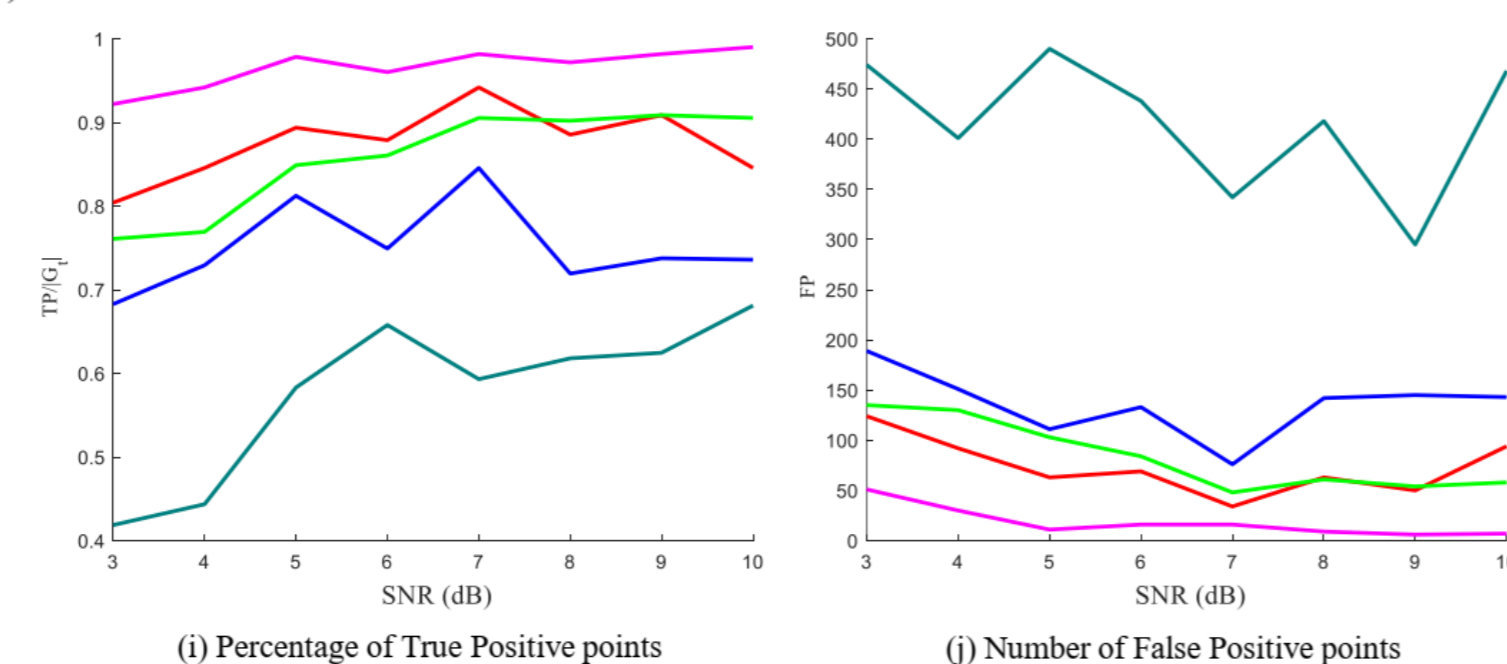 1
0.9
0.8
0.7
0.6
0.5
0.4
TP/|Gt|
3 4 5 6 7 8 9 10
SNR (dB)
(i) Percentage of True Positive points
500
450
400
350
300
250
200
150
100
50
0
FP
3 4 5 6 7 8 9
SNR (dB)
(j) Number of False Positive points